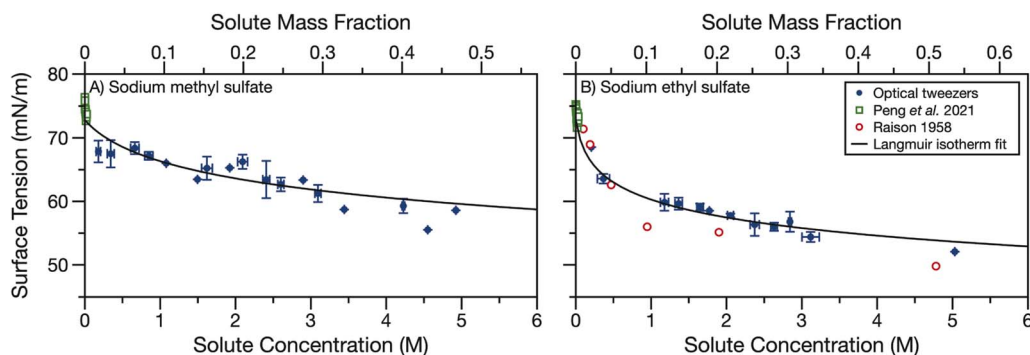 Solute Mass Fraction
Solute Mass Fraction
0 0.1 0.2 0.3 0.4 0.5
0 0.1 0.2 0.3 0.4 0.5 0.6
Surface Tension (mN/m)
80
70
60
50
A) Sodium methyl sulfate
B) Sodium ethyl sulfate
Optical tweezers
Peng et al. 2021
Raison 1958
Langmuir isotherm fit
0 1 2 3 4 5 6
0 1 2 3 4 5 6
Solute Concentration (M)
Solute Concentration (M)